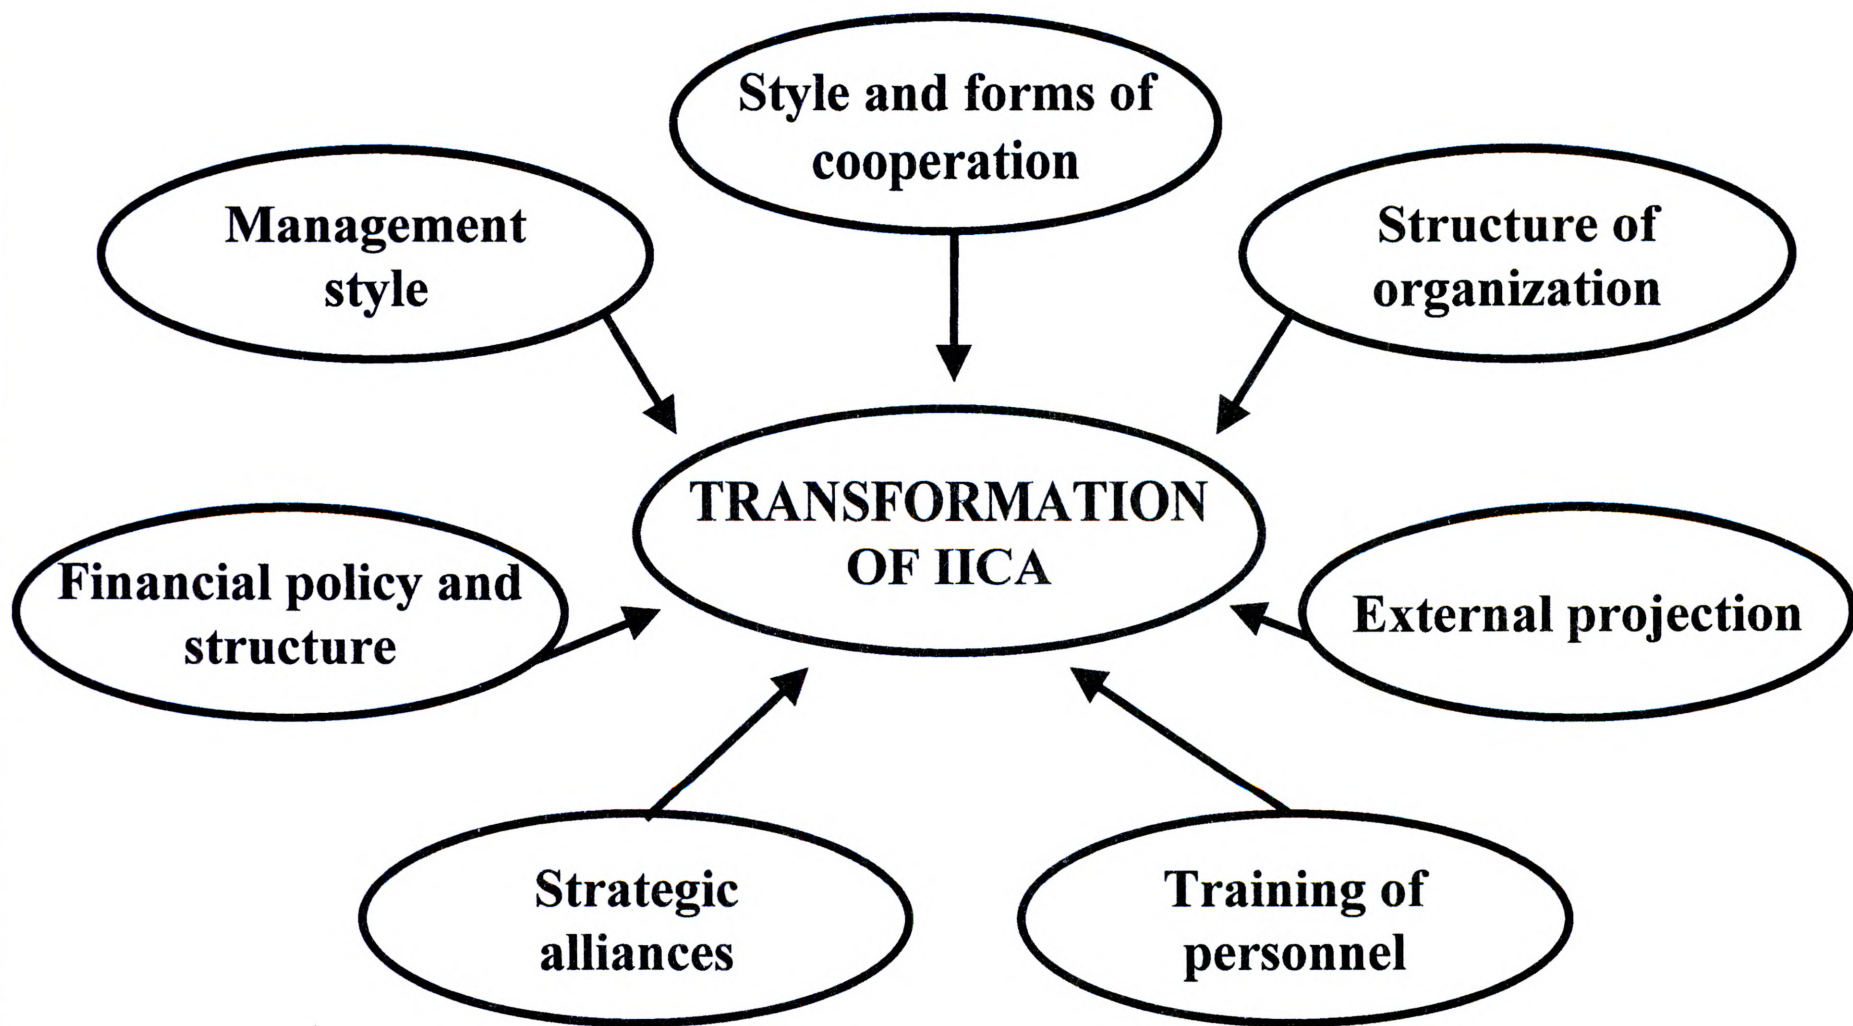 Style and forms of
cooperation
Management
style
Structure of
organization
TRANSFORMATION
OF IICA
Financial policy and
structure
External projection
Strategic
alliances
Training of
personnel